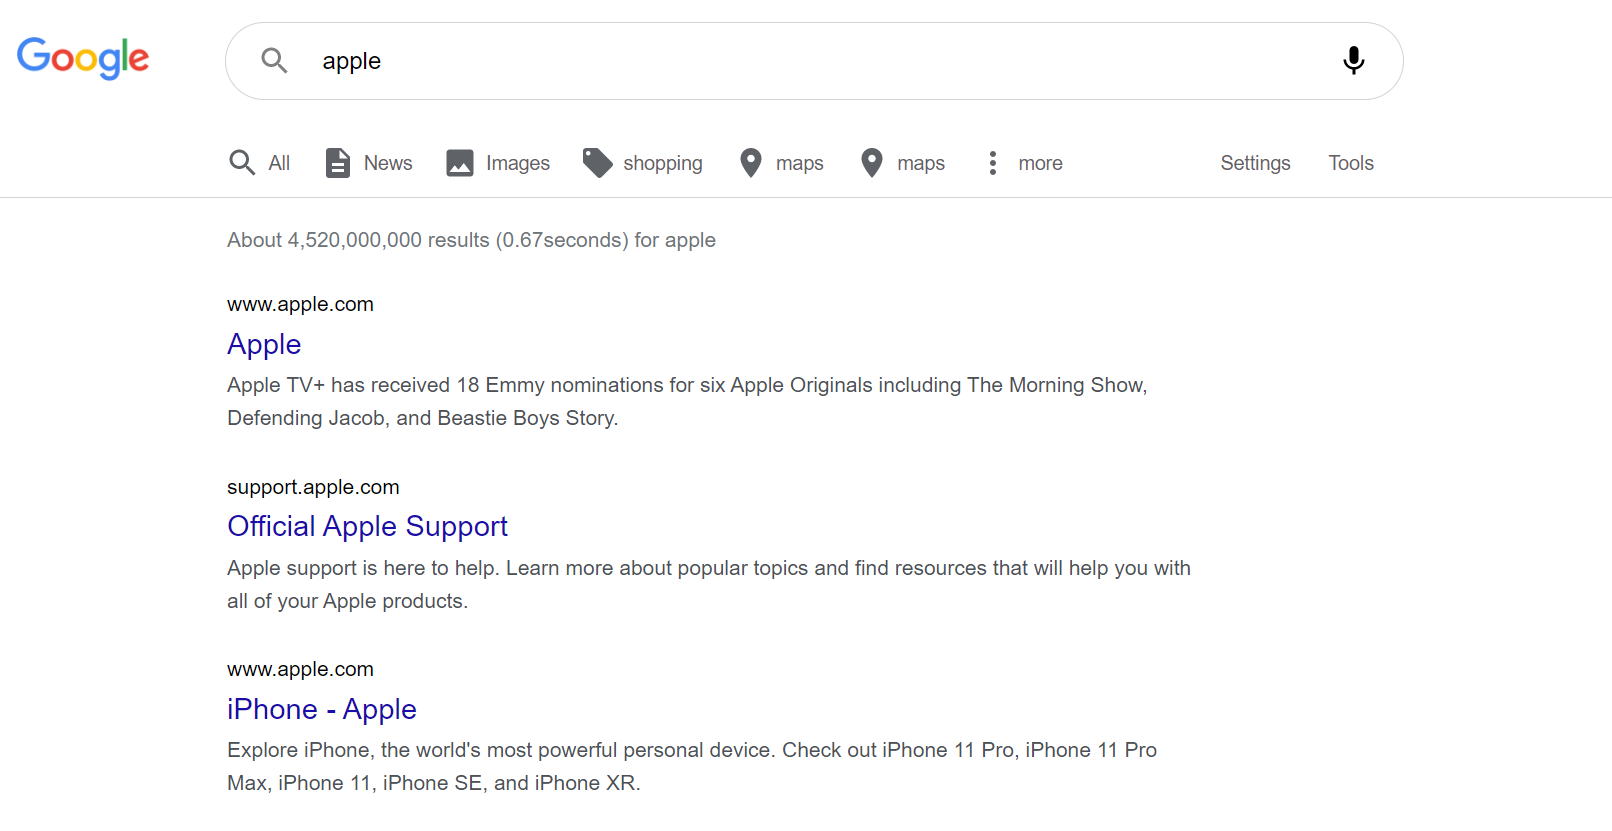 Google
apple
All News Images shopping maps maps more Settings Tools
About 4,520,000,000 results (0.67seconds) for apple
www.apple.com
Apple
Apple TV+ has received 18 Emmy nominations for six Apple Originals including The Morning Show,
Defending Jacob, and Beastie Boys Story.
support.apple.com
Official Apple Support
Apple support is here to help. Learn more about popular topics and find resources that will help you with
all of your Apple products.
www.apple.com
iPhone - Apple
Explore iPhone, the world's most powerful personal device. Check out iPhone 11 Pro, iPhone 11 Pro
Max, iPhone 11, iPhone SE, and iPhone XR.